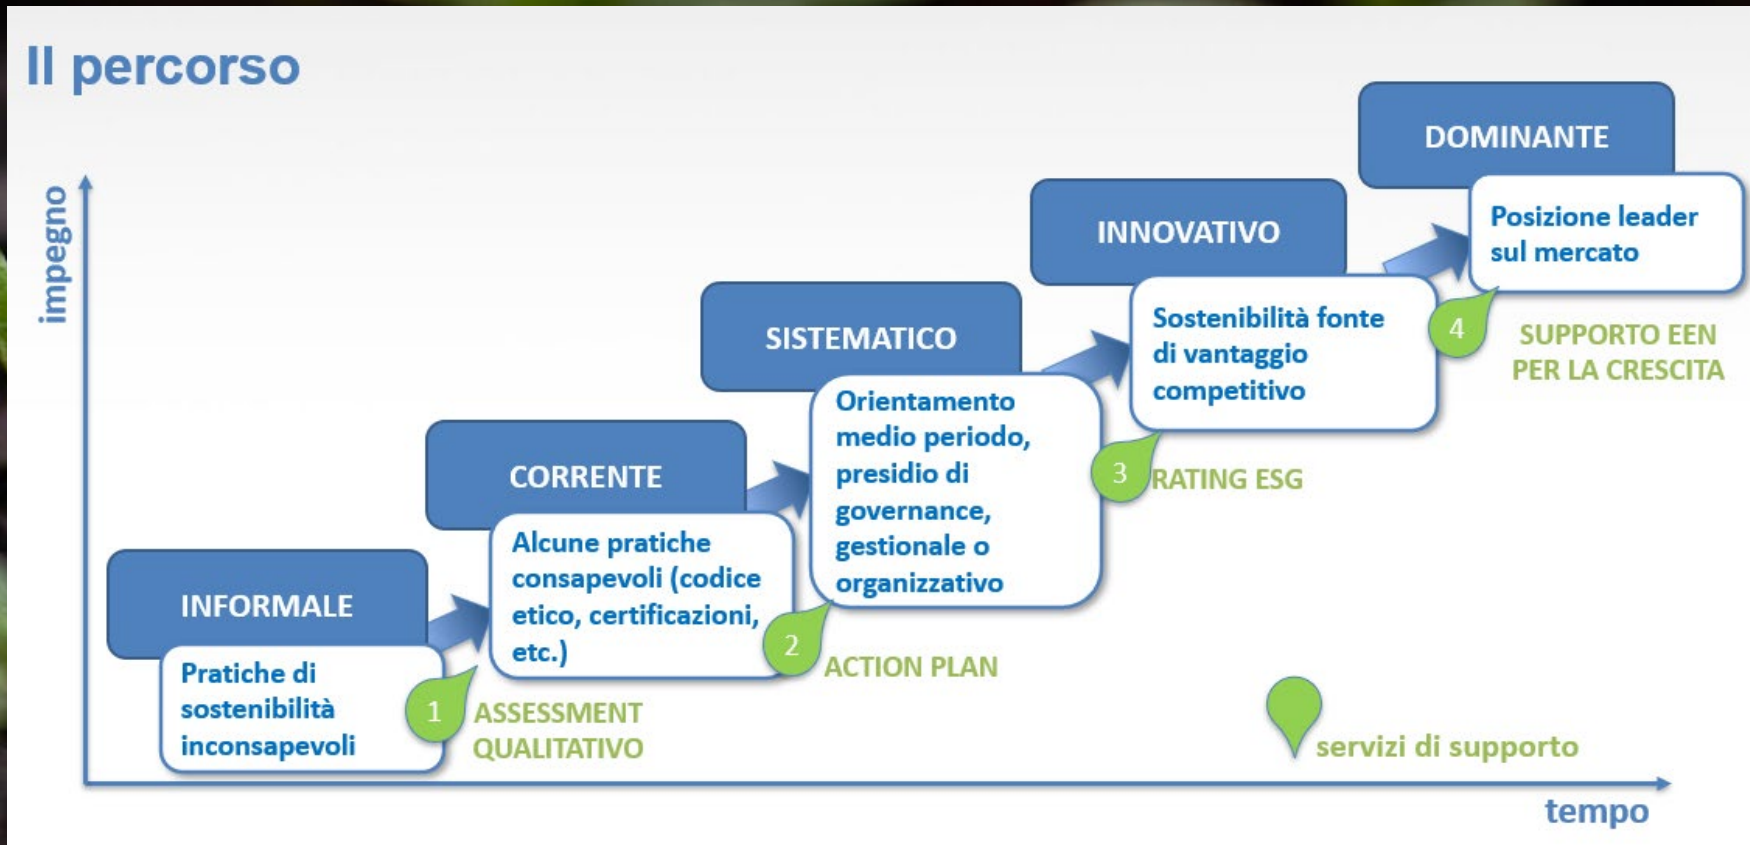 Il percorso
impegno
DOMINANTE
Posizione leader
sul mercato
INNOVATIVO
Sostenibilità fonte
di vantaggio
competitivo
4
SUPPORTO EEN
PER LA CRESCITA
SISTEMATICO
Orientamento
medio periodo,
presidio di
governance,
gestionale o
organizzativo
3
RATING ESG
CORRENTE
Alcune pratiche
consapevoli (codice
etico, certificazioni,
etc.)
2
ACTION PLAN
INFORMALE
Pratiche di
sostenibilità
inconsapevoli
1
ASSESSMENT
QUALITATIVO
servizi di supporto
tempo